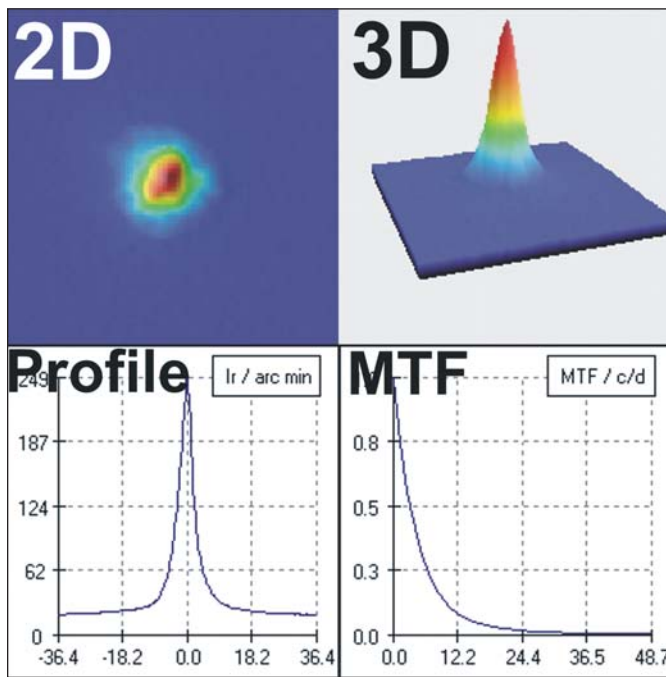 2D
3D
Profile
Ir / arc min
249
187
124
62
0
-36.4 -18.2 0.0 18.2 36.4
MTF
MTF / c/d
0.8
0.5
0.3
0.0
0.0 12.2 24.4 36.5 48.7